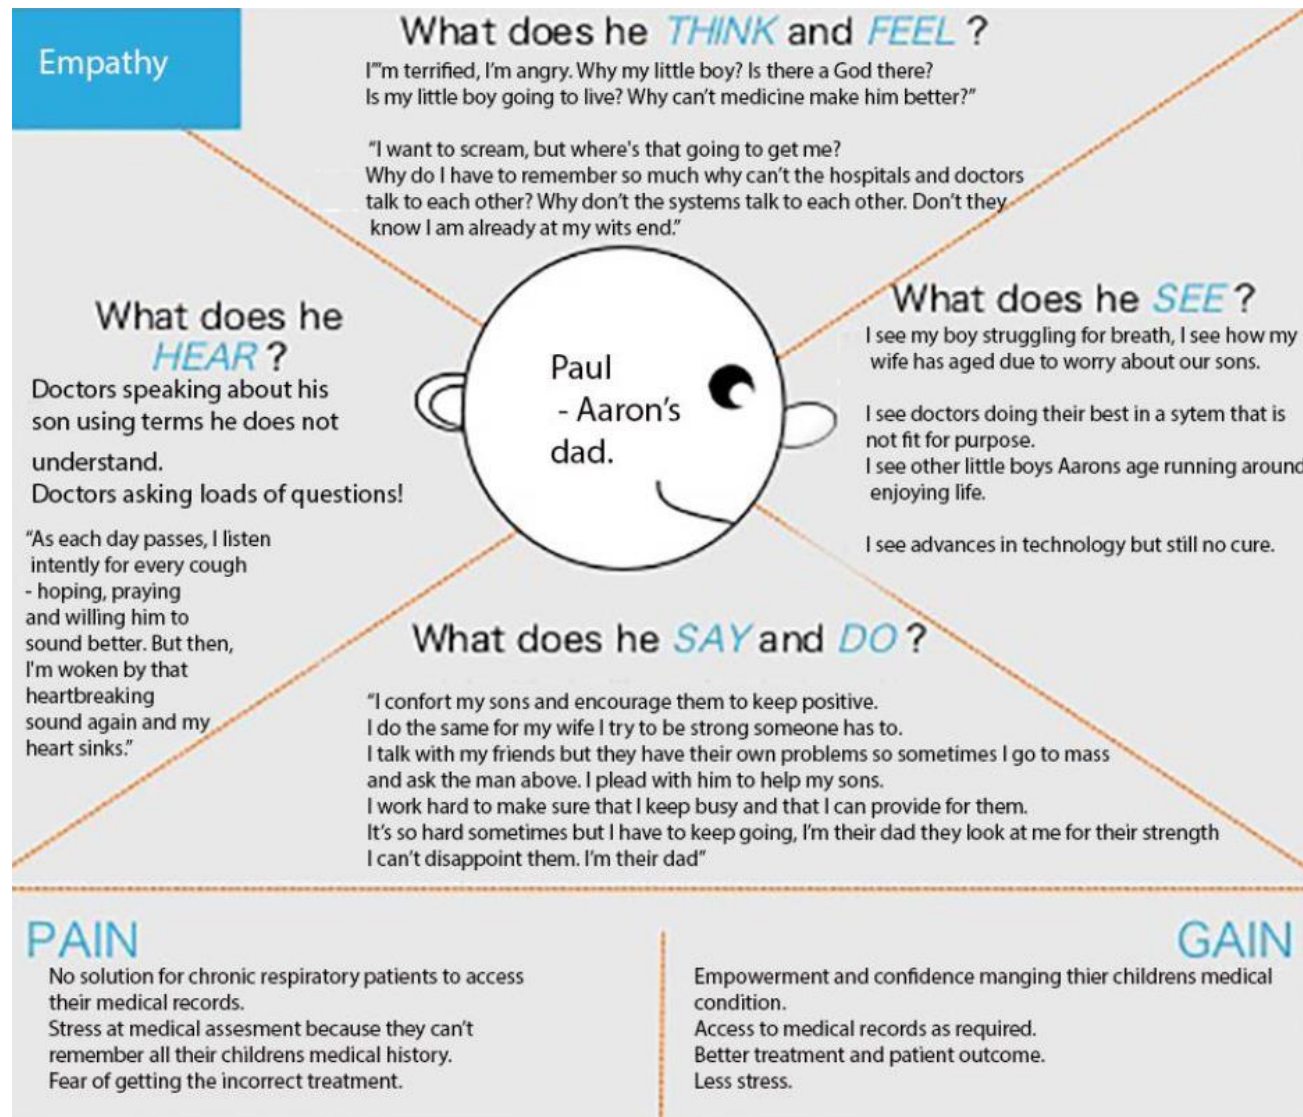 Empathy
What does he THINK and FEEL ?
I'"m terrified, I'm angry. Why my little boy? Is there a God there?
Is my little boy going to live? Why can't medicine make him better?"
"I want to scream, but where's that going to get me?
Why do I have to remember so much why can't the hospitals and doctors
talk to each other? Why don't the systems talk to each other. Don't they
know I am already at my wits end."
What does he
HEAR ?
Doctors speaking about his
son using terms he does not
understand.
Doctors asking loads of questions!
"As each day passes, I listen
intently for every cough
- hoping, praying
and willing him to
sound better. But then,
I'm woken by that
heartbreaking
sound again and my
heart sinks."
Paul
- Aaron's
dad.
What does he SEE ?
I see my boy struggling for breath, I see how my
wife has aged due to worry about our sons.
I see doctors doing their best in a sytem that is
not fit for purpose.
I see other little boys Aarons age running around
enjoying life.
I see advances in technology but still no cure.
What does he SAY and DO ?
"I confort my sons and encourage them to keep positive.
I do the same for my wife I try to be strong someone has to.
I talk with my friends but they have their own problems so sometimes I go to mass
and ask the man above. I plead with him to help my sons.
I work hard to make sure that I keep busy and that I can provide for them.
It's so hard sometimes but I have to keep going, I'm their dad they look at me for their strength
I can't disappoint them. I'm their dad"
PAIN
No solution for chronic respiratory patients to access
their medical records.
Stress at medical assesment because they can't
remember all their childrens medical history.
Fear of getting the incorrect treatment.
GAIN
Empowerment and confidence manging thier childrens medical
condition.
Access to medical records as required.
Better treatment and patient outcome.
Less stress.